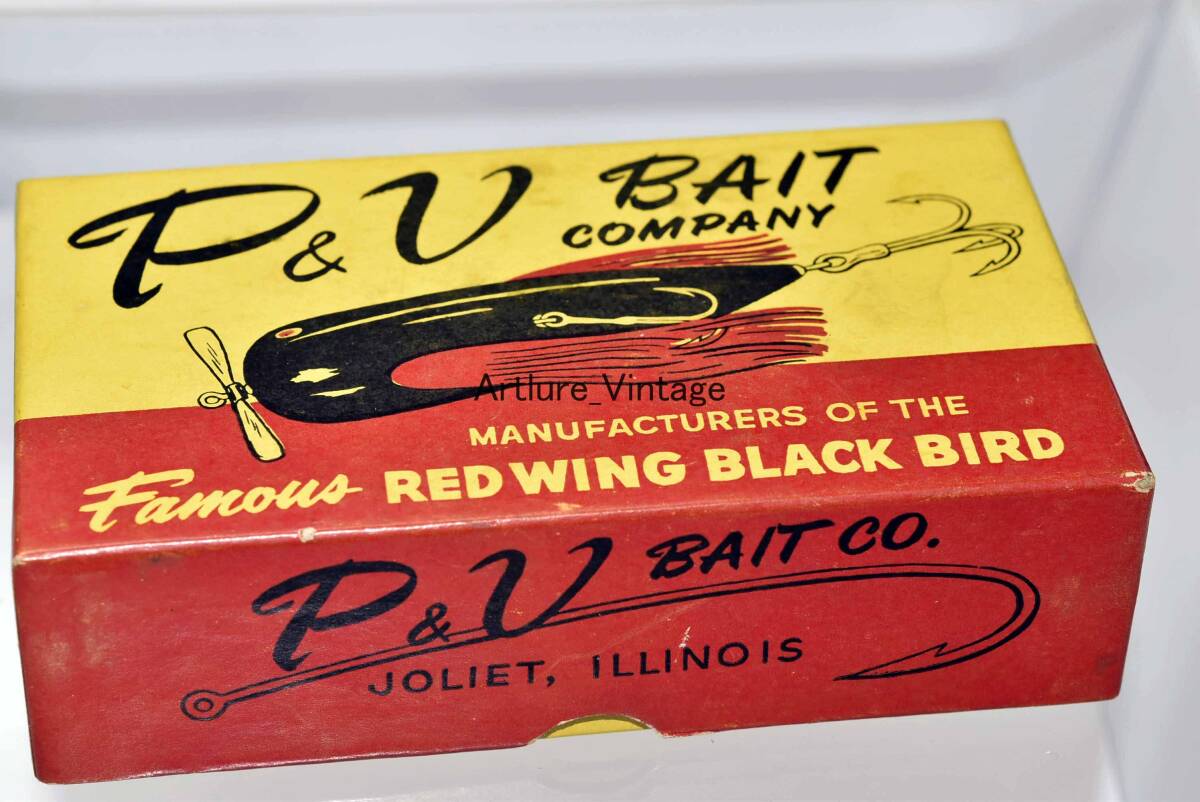 P & V BAIT
COMPANY
Artlure_Vintage
MANUFACTURERS OF THE
Famous RED WING BLACK BIRD
P & V BAIT CO.
JOLIET, ILLINOIS